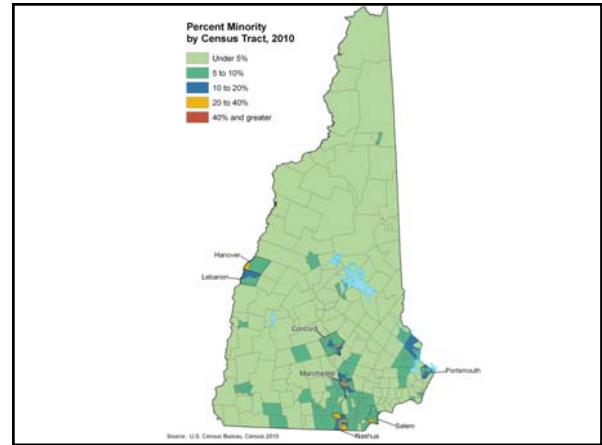 Percent Minority
by Census Tract, 2010
Under 5%
5 to 10%
10 to 20%
20 to 40%
40% and greater
Hanover
Lebanon
Concord
Manchester
Portsmouth
Salem
Nashua
Source: U.S. Census Bureau, Census 2010